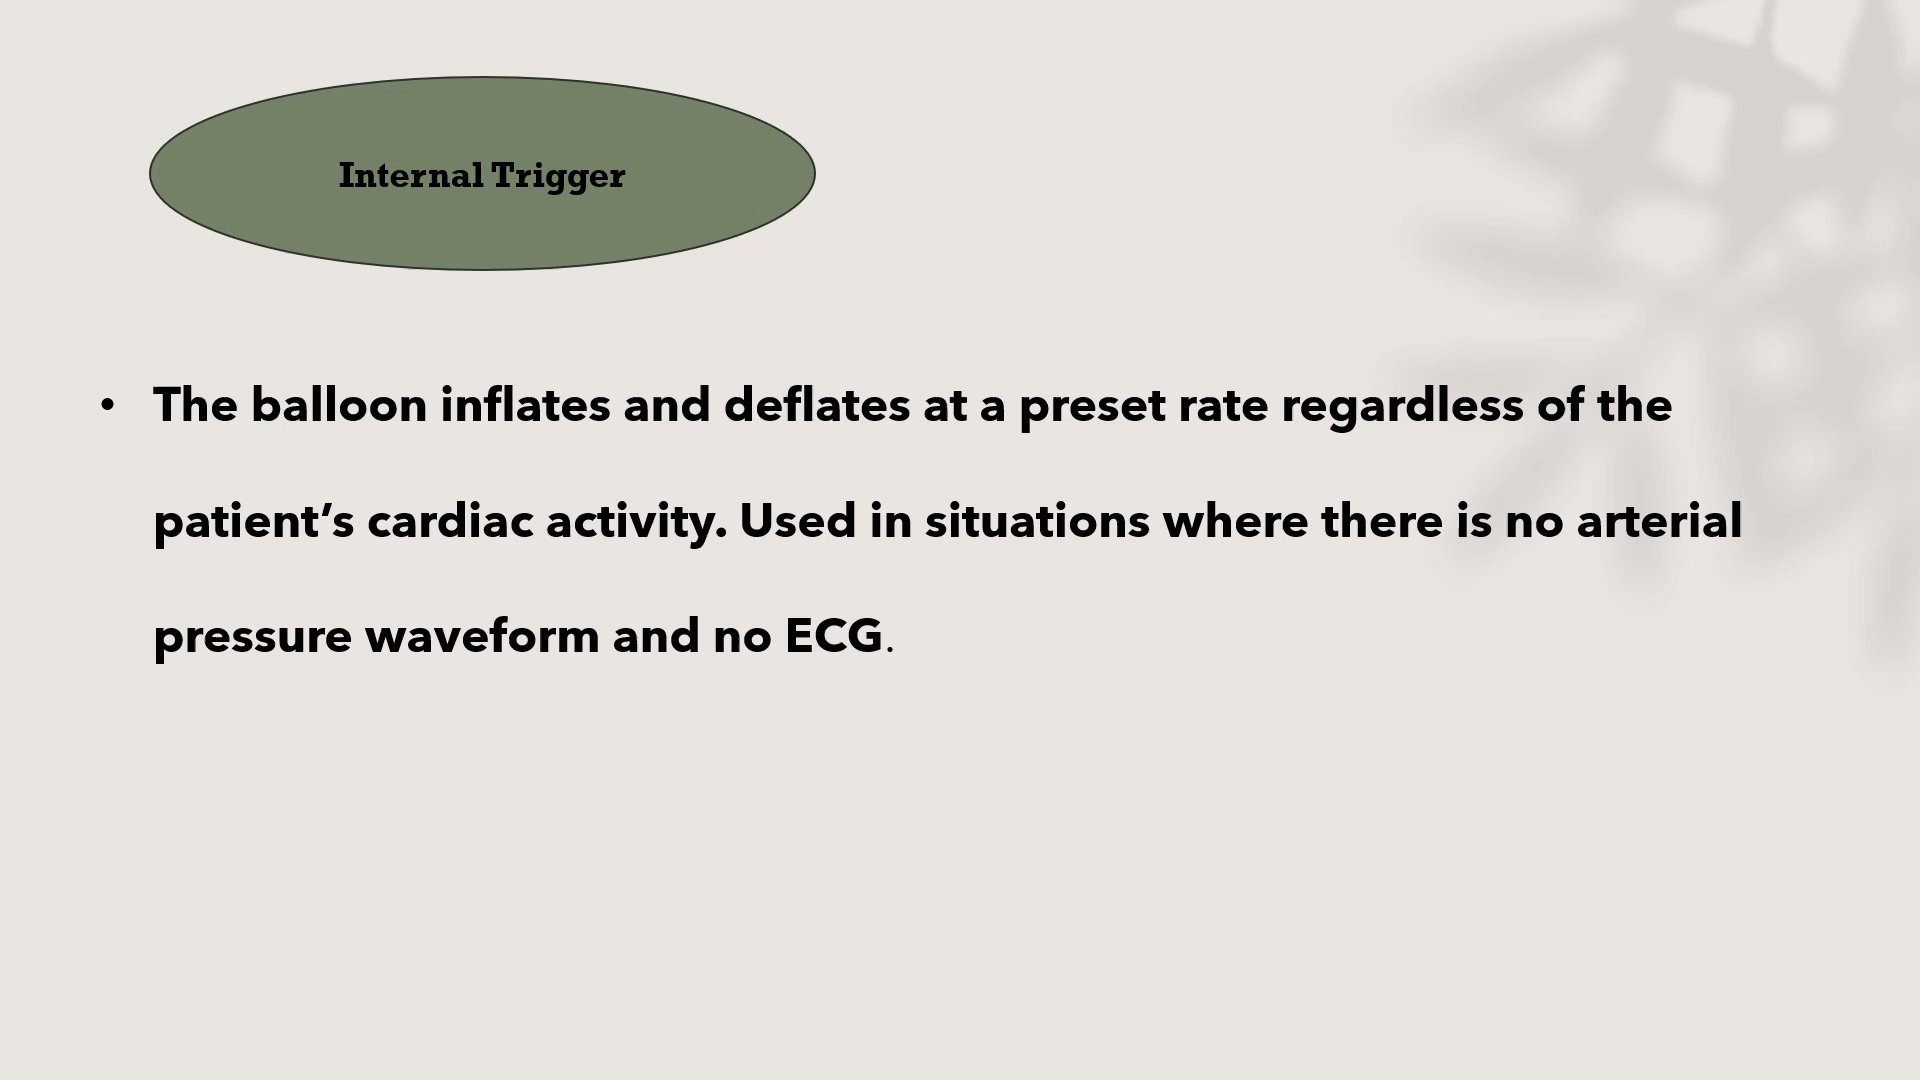 Internal Trigger
• The balloon inflates and deflates at a preset rate regardless of the
patient’s cardiac activity. Used in situations where there is no arterial
pressure waveform and no ECG.